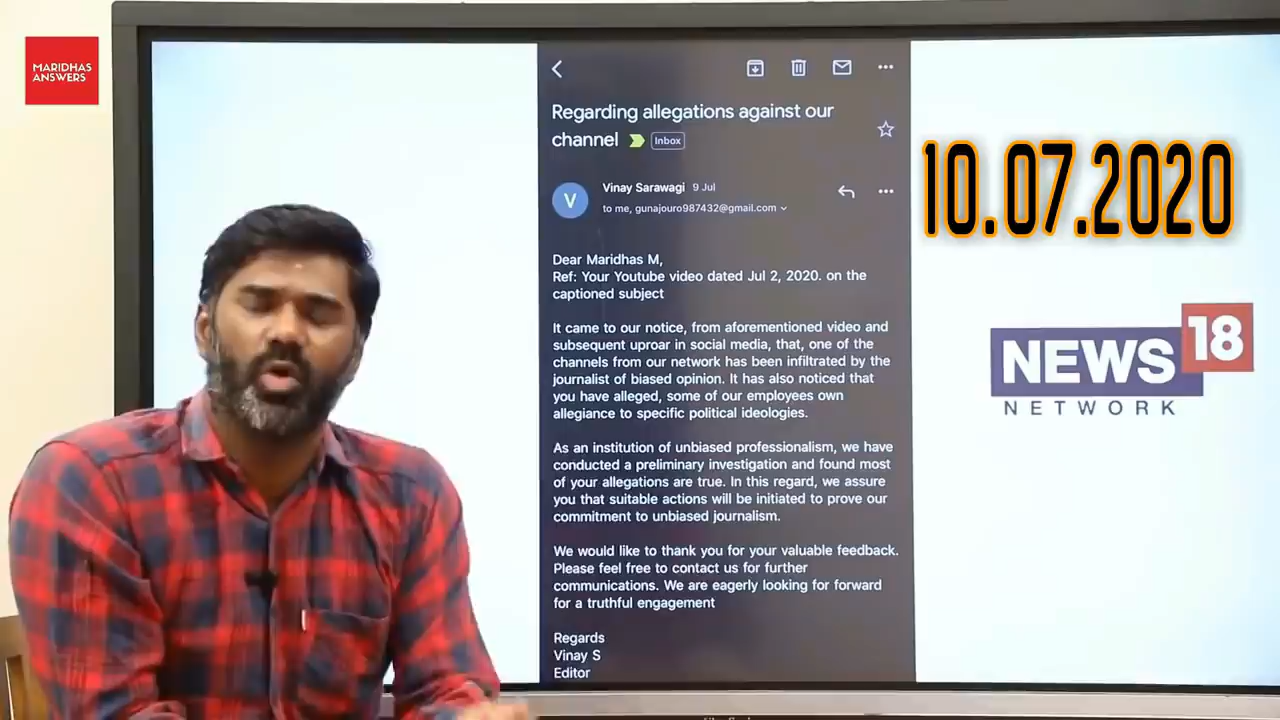 MARIDHAS
ANSWERS
Regarding allegations against our
channel Inbox
V
Vinay Sarawagi 9 Jul
to me, gunajouro987432@gmail.com
Dear Maridhas M,
Ref: Your Youtube video dated Jul 2, 2020. on the
captioned subject
It came to our notice, from aforementioned video and
subsequent uproar in social media, that, one of the
channels from our network has been infiltrated by the
journalist of biased opinion. It has also noticed that
you have alleged, some of our employees own
allegiance to specific political ideologies.
As an institution of unbiased professionalism, we have
conducted a preliminary investigation and found most
of your allegations are true. In this regard, we assure
you that suitable actions will be initiated to prove our
commitment to unbiased journalism.
We would like to thank you for your valuable feedback.
Please feel free to contact us for further
communications. We are eagerly looking for forward
for a truthful engagement
Regards
Vinay S
Editor
10.07.2020
NEWS 18
NETWORK